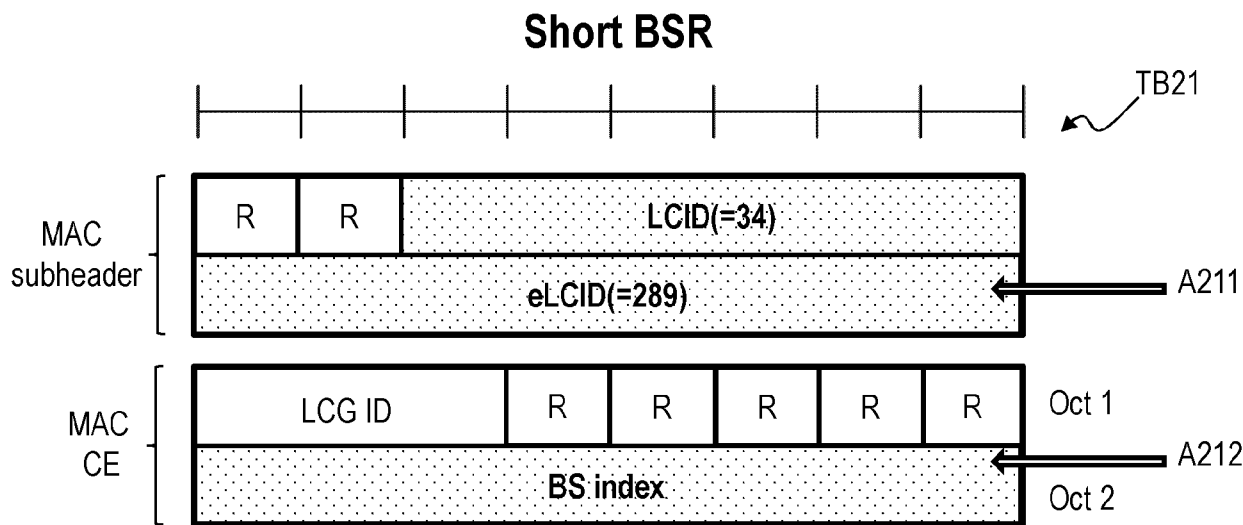 Short BSR
TB21
MAC
subheader
R R LCID(=34)
eLCID(=289)
A211
MAC
CE
LCG ID R R R R R Oct 1
A212
BS index
Oct 2